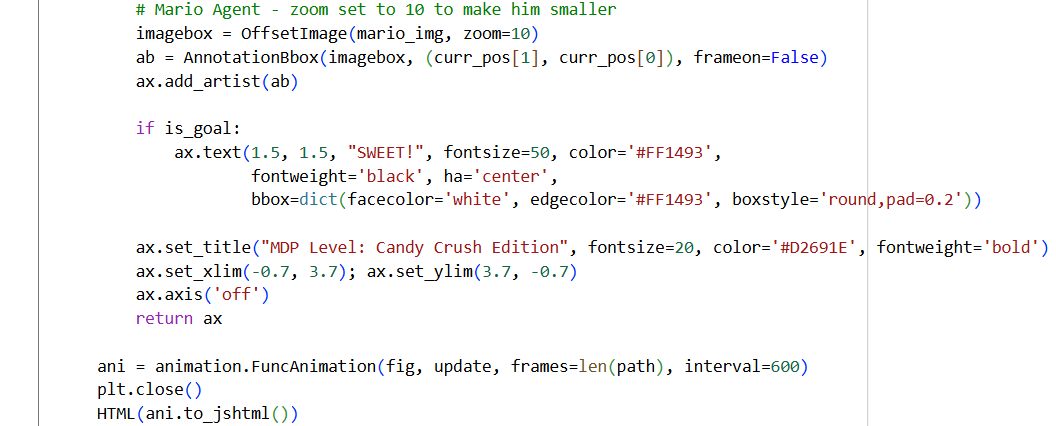 # Mario Agent - zoom set to 10 to make him smaller
imagebox = OffsetImage(mario_img, zoom=10)
ab = AnnotationBbox(imagebox, (curr_pos[1], curr_pos[0]), frameon=False)
ax.add_artist(ab)
if is_goal:
ax.text(1.5, 1.5, "SWEET!", fontsize=50, color='#FF1493',
fontweight='black', ha='center',
bbox=dict(facecolor='white', edgecolor='#FF1493', boxstyle='round,pad=0.2'))
ax.set_title("MDP Level: Candy Crush Edition", fontsize=20, color='#D2691E', fontweight='bold')
ax.set_xlim(-0.7, 3.7); ax.set_ylim(3.7, -0.7)
ax.axis('off')
return ax
ani = animation.FuncAnimation(fig, update, frames=len(path), interval=600)
plt.close()
HTML(ani.to_jshtml())